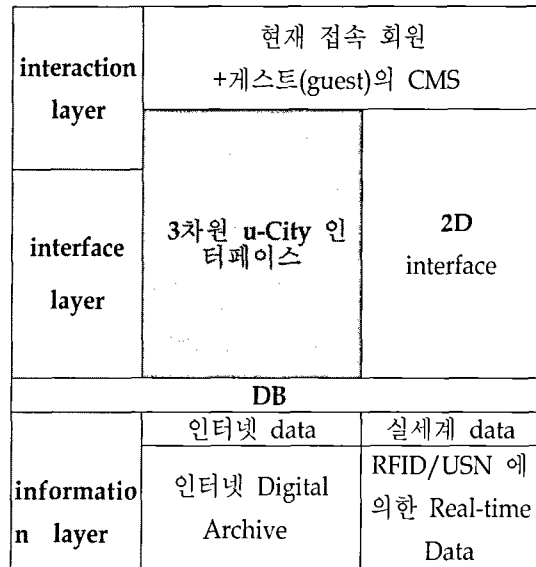 interaction
layer
현재 접속 회원
+게스트(guest)의 CMS
interface
layer
3차원 u-City 인
터페이스
2D
interface
DB
informatio
n layer
인터넷 data
실세계 data
인터넷 Digital
Archive
RFID/USN 에
의한 Real-time
Data